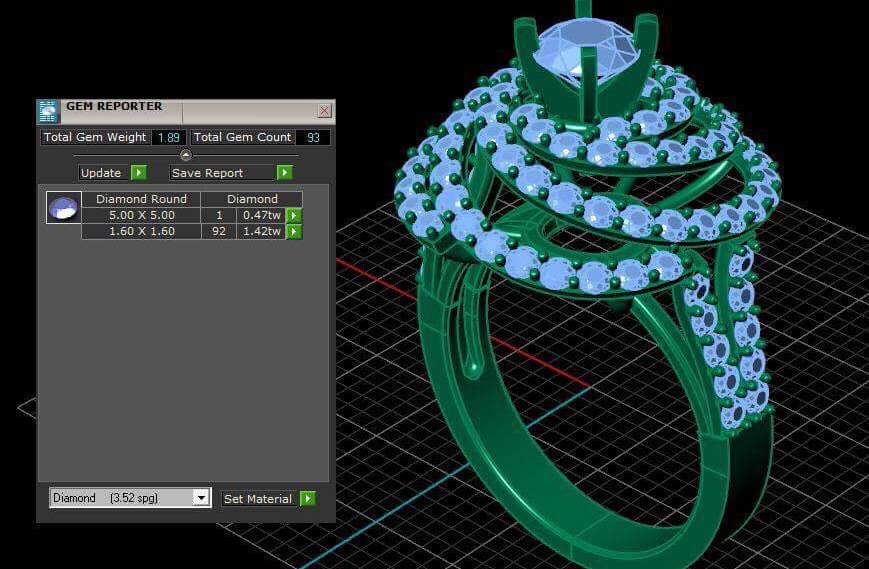 GEM REPORTER
Total Gem Weight 1.89 Total Gem Count 93
Update Save Report
Diamond Round Diamond
5.00 X 5.00 1 0.47tw
1.60 X 1.60 92 1.42tw
Diamond (3.52 spg) Set Material